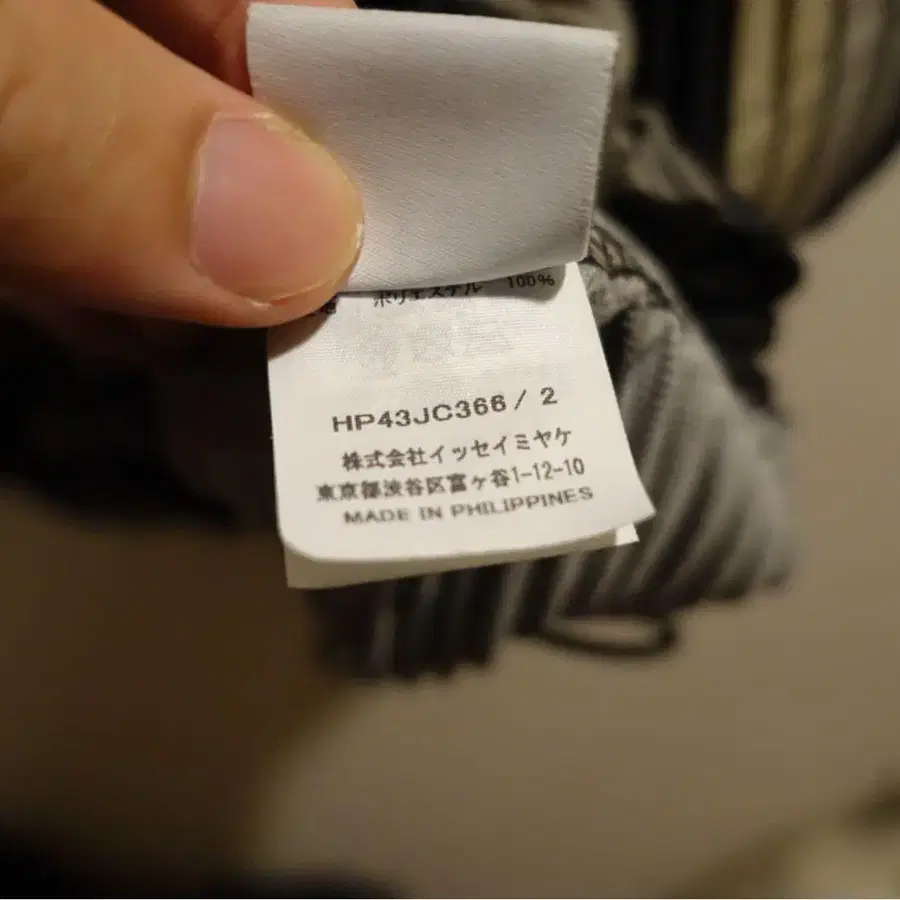 ポリエステル 100%
HP43JC366 / 2
株式会社イッセイミヤケ
東京都渋谷区富ヶ谷1-12-10
MADE IN PHILIPPINES